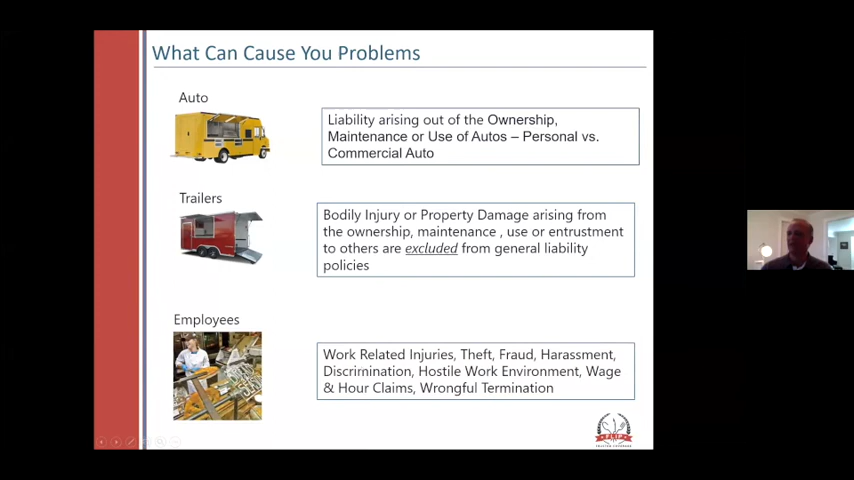 What Can Cause You Problems
Auto
Liability arising out of the Ownership,
Maintenance or Use of Autos – Personal vs.
Commercial Auto
Trailers
Bodily Injury or Property Damage arising from
the ownership, maintenance , use or entrustment
to others are excluded from general liability
policies
Employees
Work Related Injuries, Theft, Fraud, Harassment,
Discrimination, Hostile Work Environment, Wage
& Hour Claims, Wrongful Termination
FLIP